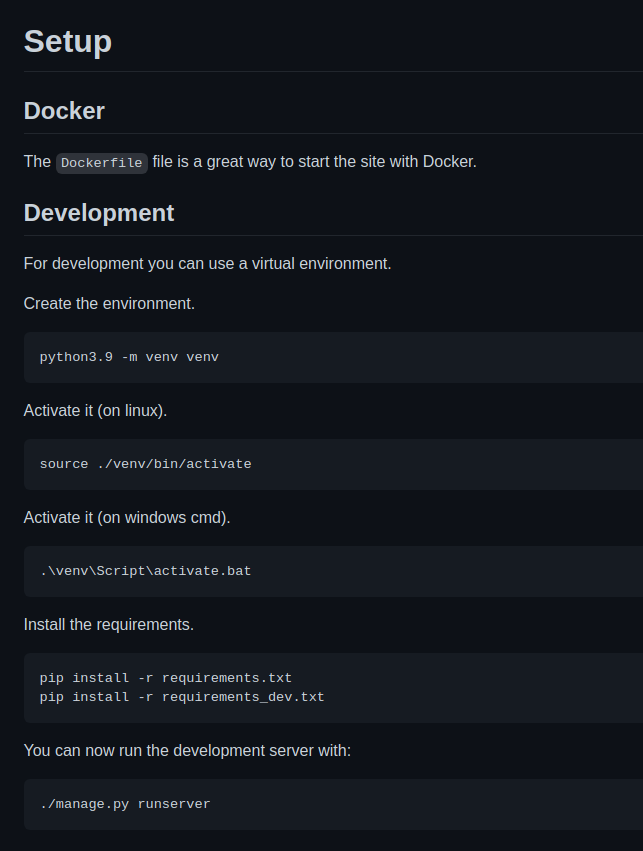 Setup
Docker
The Dockerfile file is a great way to start the site with Docker.
Development
For development you can use a virtual environment.
Create the environment.
python3.9 -m venv venv
Activate it (on linux).
source ./venv/bin/activate
Activate it (on windows cmd).
.\venv\Script\activate.bat
Install the requirements.
pip install -r requirements.txt
pip install -r requirements_dev.txt
You can now run the development server with:
./manage.py runserver